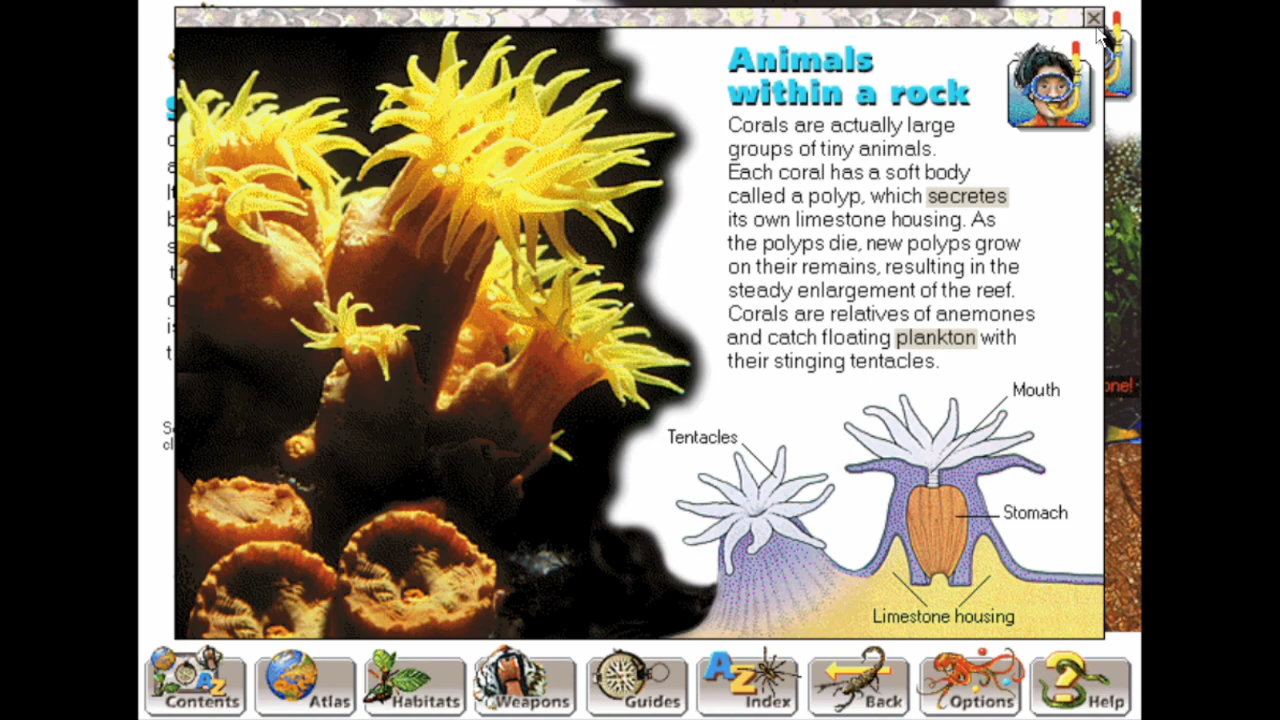 Animals
within a rock
Corals are actually large
groups of tiny animals.
Each coral has a soft body
called a polyp, which secretes
its own limestone housing. As
the polyps die, new polyps grow
on their remains, resulting in the
steady enlargement of the reef.
Corals are relatives of anemones
and catch floating plankton with
their stinging tentacles.
Mouth
Tentacles
Stomach
Limestone housing
Contents
Atlas
Habitats
Weapons
Guides
AZ
Index
Back
Options
?
Help